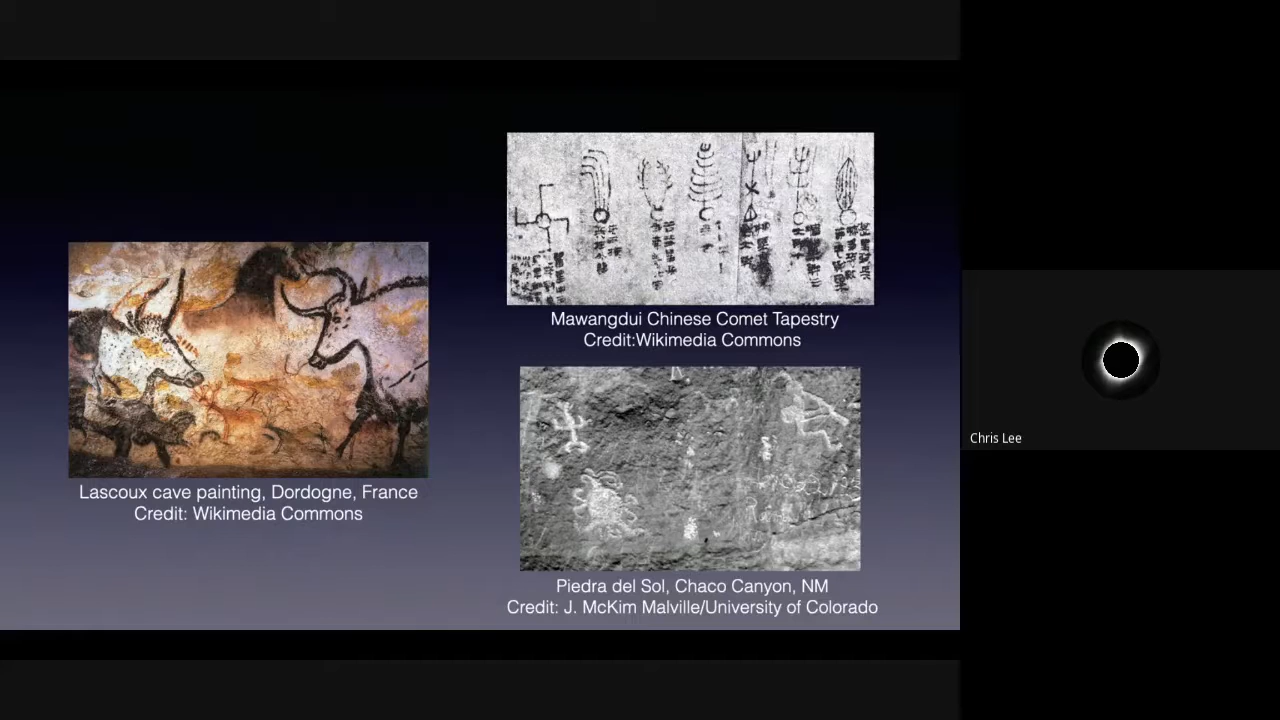 Mawangdui Chinese Comet Tapestry
Credit:Wikimedia Commons
Chris Lee
Lascoux cave painting, Dordogne, France
Credit: Wikimedia Commons
Piedra del Sol, Chaco Canyon, NM
Credit: J. McKim Malville/University of Colorado